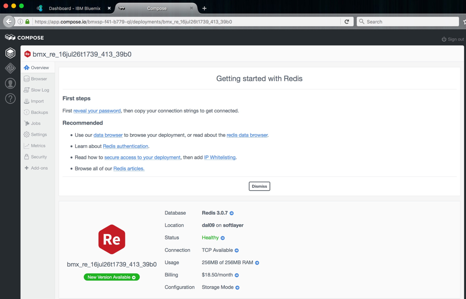 Dashboard - IBM Bluemix
Compose
https://app.compose.io/bmxsp-141-b779-ql/deployments/bmx_re_16jul26t1739_413_39b0
Search
COMPOSE
Sign out
bmx_re_16jul26t1739_413_39b0
Overview
Browser
Slow Log
Import
Backups
Jobs
Settings
Metrics
Security
Add-ons
Getting started with Redis
First steps
First reveal your password, then copy your connection strings to get connected.
Recommended
Use our data browser to browse your deployment, or read about the redis data browser.
Learn about Redis authentication.
Read how to secure access to your deployment, then add IP Whitelisting.
Browse all of our Redis articles.
Dismiss
Re
bmx_re_16jul26t1739_413_39b0
New Version Available
Database Redis 3.0.7
Location dal09 on softlayer
Status Healthy
Connection TCP Available
Usage 256MB of 256MB RAM
Billing $18.50/month
Configuration Storage Mode